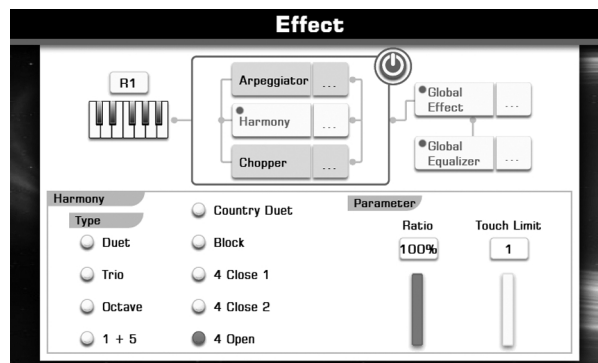 Effect
R1
Arpeggiator ...
Harmony ...
Chopper ...
Global
Effect ...
Global
Equalizer ...
Harmony
Type
Duet
Trio
Octave
1 + 5
Country Duet
Block
4 Close 1
4 Close 2
4 Open
Parameter
Ratio
100%
Touch Limit
1